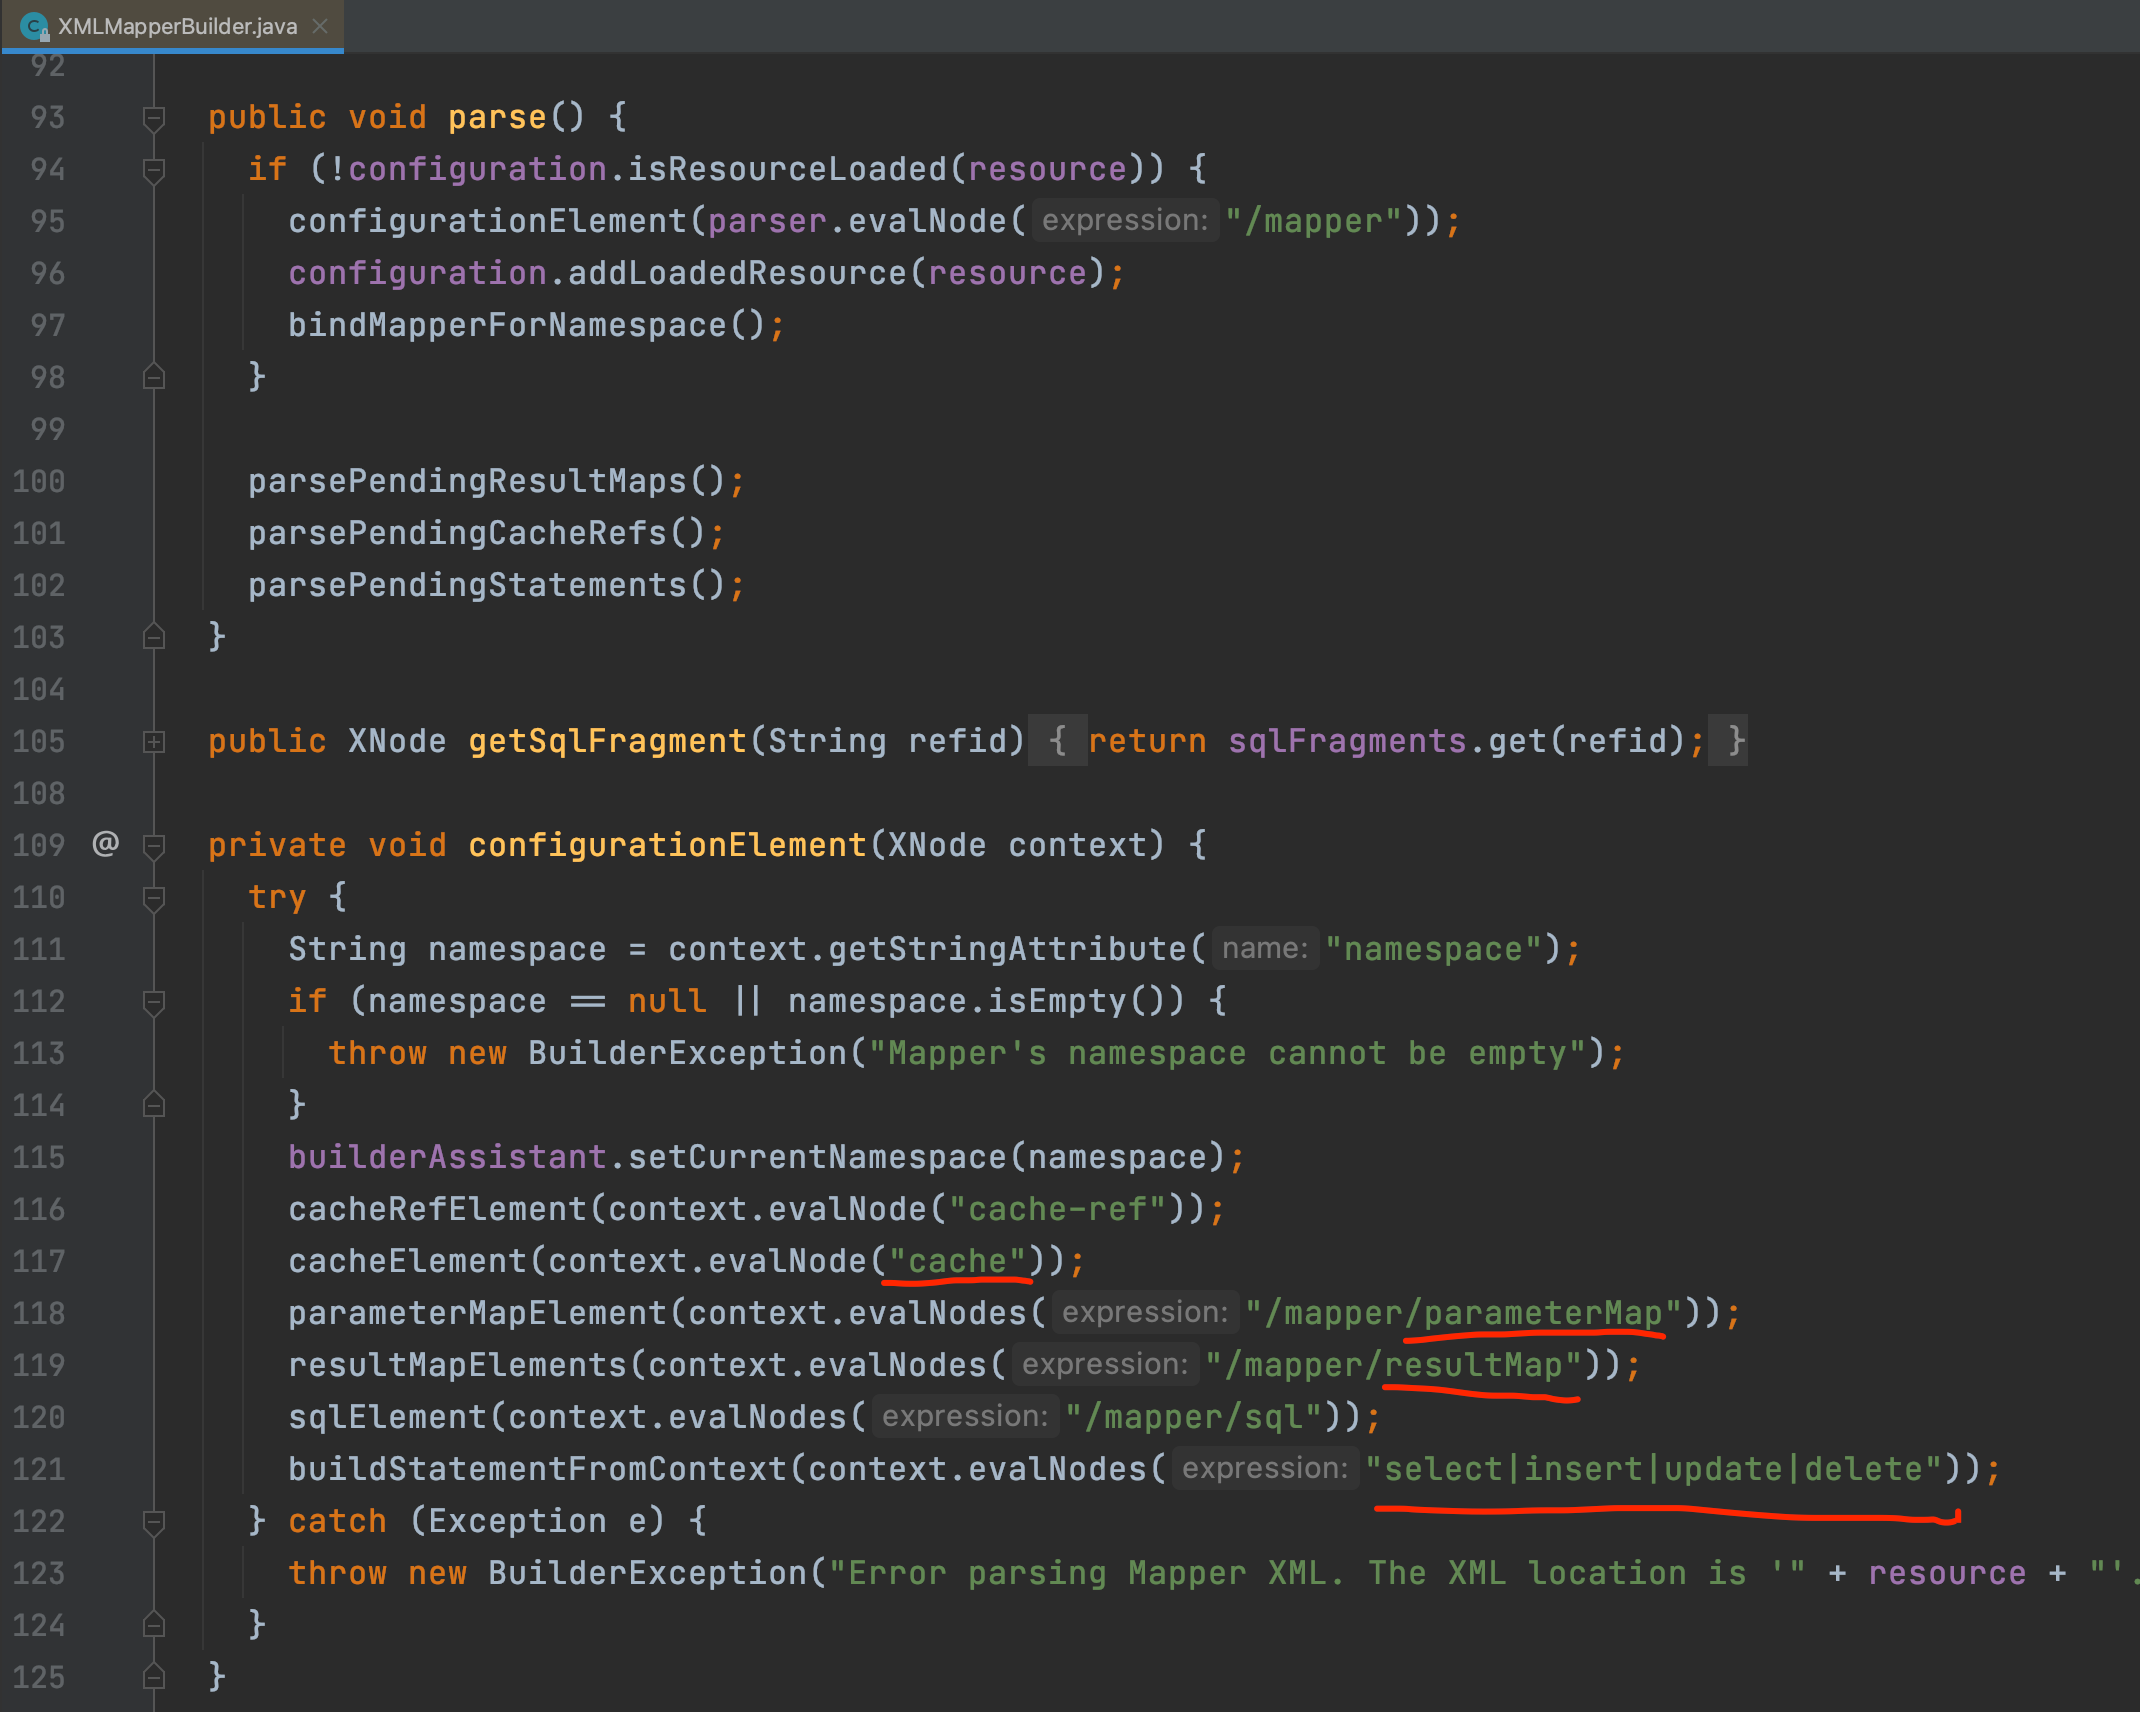 XMLMapperBuilder.java
92
93 public void parse() {
94 if (!configuration.isResourceLoaded(resource)) {
95 configurationElement(parser.evalNode( expression: "/mapper"));
96 configuration.addLoadedResource(resource);
97 bindMapperForNamespace();
98 }
99
100 parsePendingResultMaps();
101 parsePendingCacheRefs();
102 parsePendingStatements();
103 }
104
105 public XNode getSqlFragment(String refid) { return sqlFragments.get(refid); }
108
109 @ private void configurationElement(XNode context) {
110 try {
111 String namespace = context.getStringAttribute( name: "namespace");
112 if (namespace == null || namespace.isEmpty()) {
113 throw new BuilderException("Mapper's namespace cannot be empty");
114 }
115 builderAssistant.setCurrentNamespace(namespace);
116 cacheRefElement(context.evalNode("cache-ref"));
117 cacheElement(context.evalNode("cache"));
118 parameterMapElement(context.evalNodes( expression: "/mapper/parameterMap"));
119 resultMapElements(context.evalNodes( expression: "/mapper/resultMap"));
120 sqlElement(context.evalNodes( expression: "/mapper/sql"));
121 buildStatementFromContext(context.evalNodes( expression: "select|insert|update|delete"));
122 } catch (Exception e) {
123 throw new BuilderException("Error parsing Mapper XML. The XML location is '" + resource + "'.
124 }
125 }